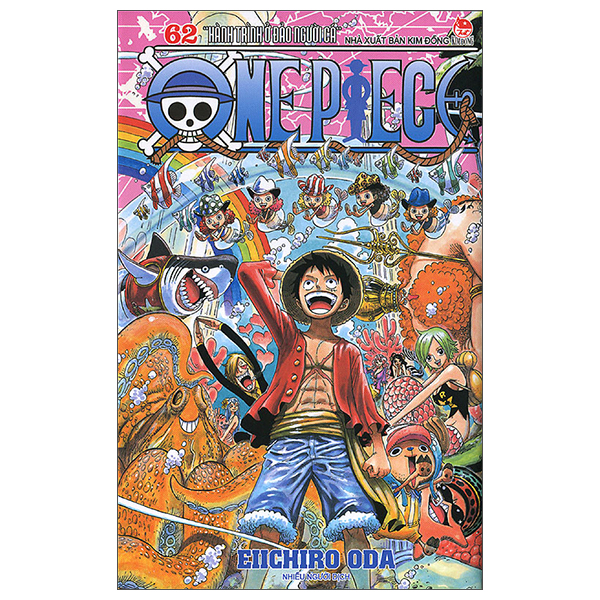 62 "HÀNH TRÌNH Ở ĐẢO NGƯỜI CÁ"
NHÀ XUẤT BẢN KIM ĐỒNG
ONE PIECE
EIICHIRO ODA
NHIỀU NGƯỜI DỊCH